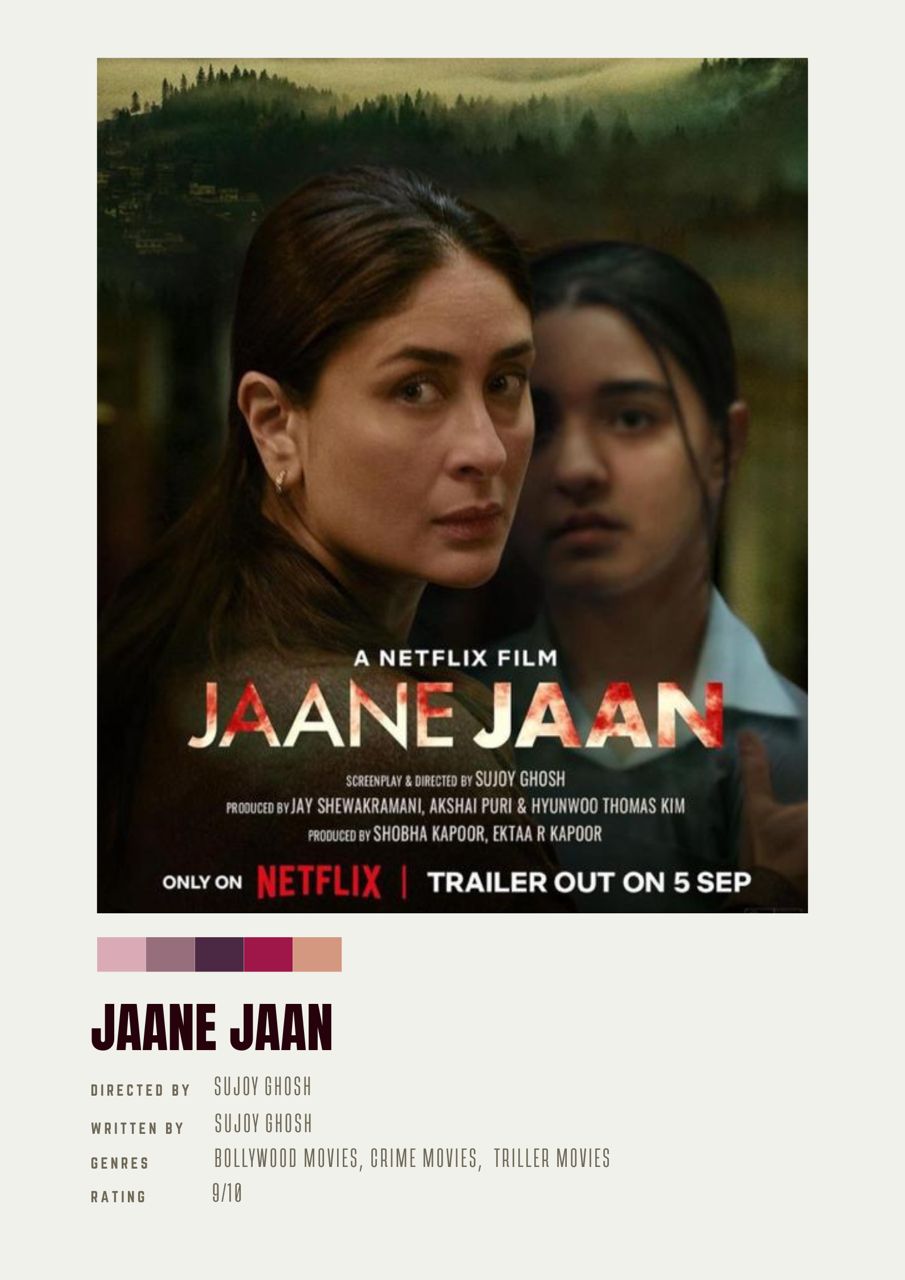 A NETFLIX FILM
JAANE JAAN
SCREENPLAY & DIRECTED BY SUJOY GHOSH
PRODUCED BY JAY SHEWAKRAMANI, AKSHAI PURI & HYUNWOO THOMAS KIM
PRODUCED BY SHOBHA KAPOOR, EKTAA R KAPOOR
ONLY ON NETFLIX | TRAILER OUT ON 5 SEP
JAANE JAAN
DIRECTED BY SUJOY GHOSH
WRITTEN BY SUJOY GHOSH
GENRES BOLLYWOOD MOVIES, CRIME MOVIES, TRILLER MOVIES
RATING 9/10